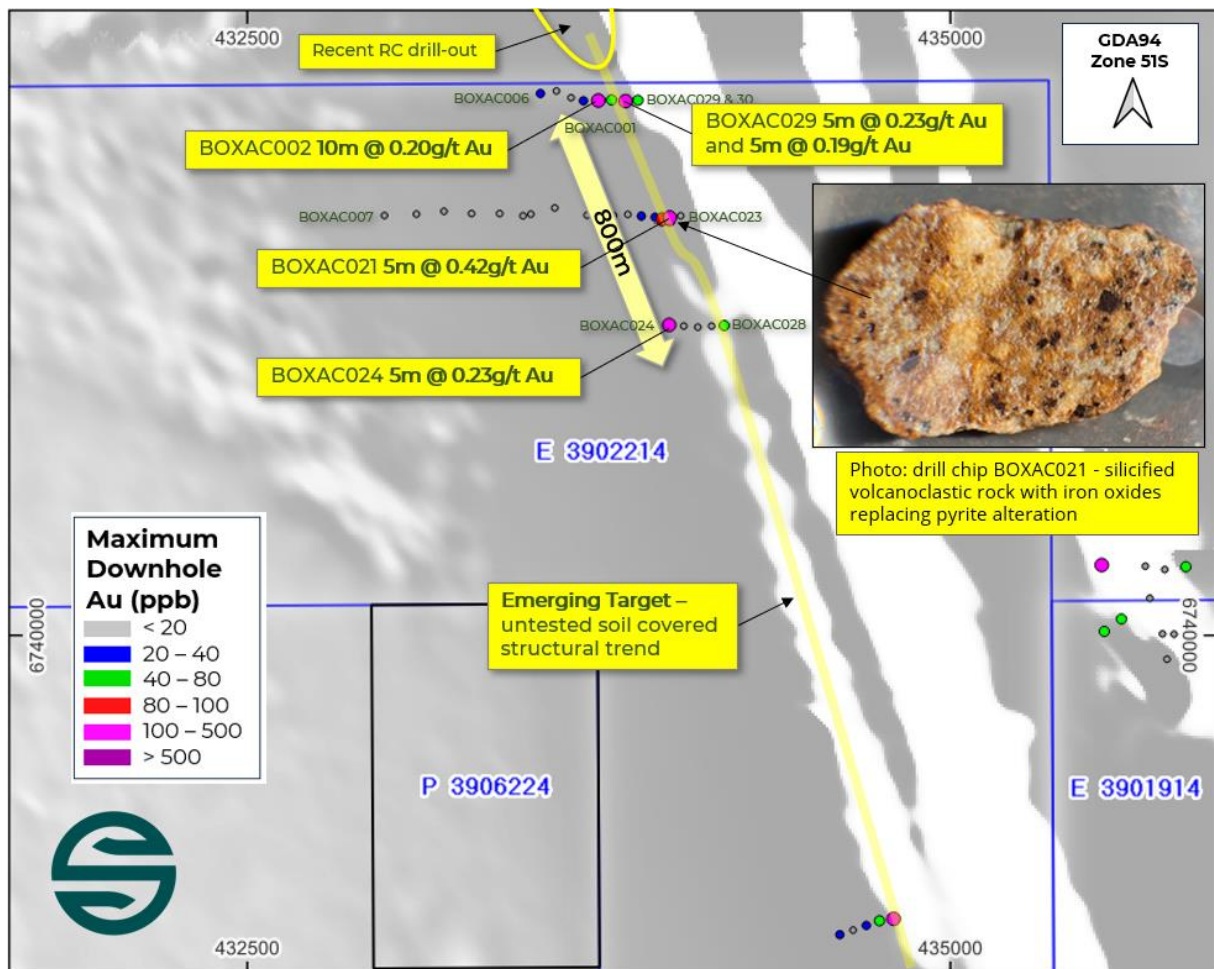 432500
435000
Recent RC drill-out
GDA94
Zone 51S
BOXAC006
BOXAC029 & 30
BOXAC001
BOXAC002 10m @ 0.20g/t Au
BOXAC029 5m @ 0.23g/t Au
and 5m @ 0.19g/t Au
BOXAC007
800m
BOXAC023
BOXAC021 5m @ 0.42g/t Au
BOXAC024
BOXAC028
BOXAC024 5m @ 0.23g/t Au
E 3902214
Photo: drill chip BOXAC021 - silicified
volcanoclastic rock with iron oxides
replacing pyrite alteration
Maximum
Downhole
Au (ppb)
< 20
20 – 40
40 – 80
80 – 100
100 – 500
> 500
6740000
Emerging Target –
untested soil covered
structural trend
6740000
P 3906224
E 3901914
432500
435000